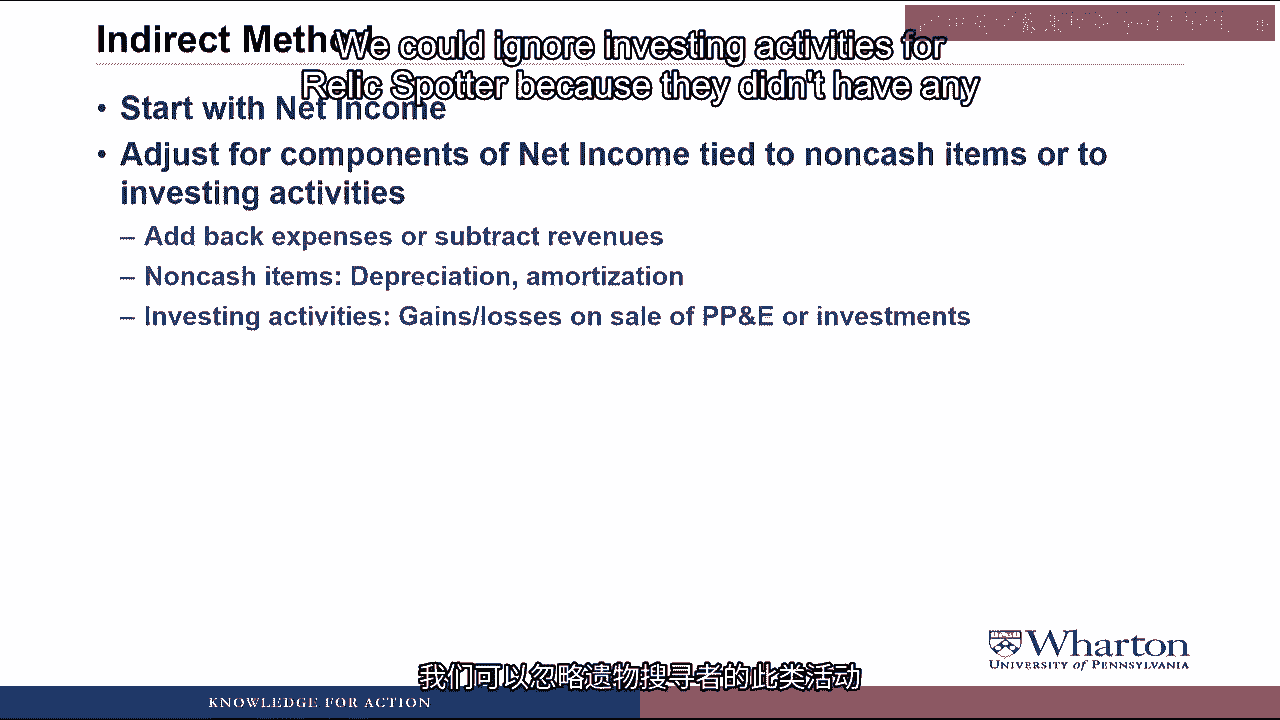 Indirect Method
We could ignore investing activities for
Relic Spotter because they didn't have any
• Start with Net Income
• Adjust for components of Net Income tied to noncash items or to
investing activities
– Add back expenses or subtract revenues
– Noncash items: Depreciation, amortization
– Investing activities: Gains/losses on sale of PP&E or investments
Wharton
UNIVERSITY of PENNSYLVANIA
我们可以忽略遗物搜寻者的此类活动
KNOWLEDGE FOR ACTION